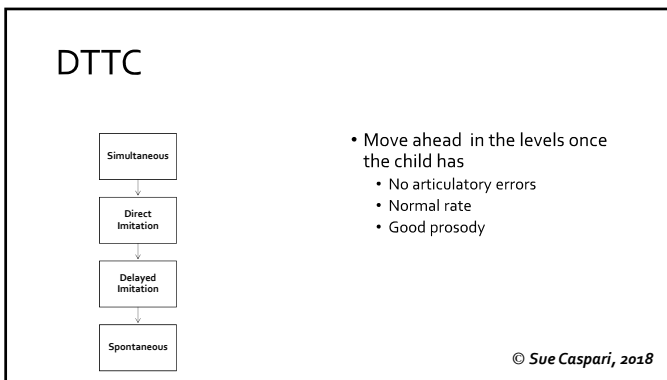 DTTC
Simultaneous
Direct
Imitation
Delayed
Imitation
Spontaneous
• Move ahead in the levels once
the child has
• No articulatory errors
• Normal rate
• Good prosody
© Sue Caspari, 2018